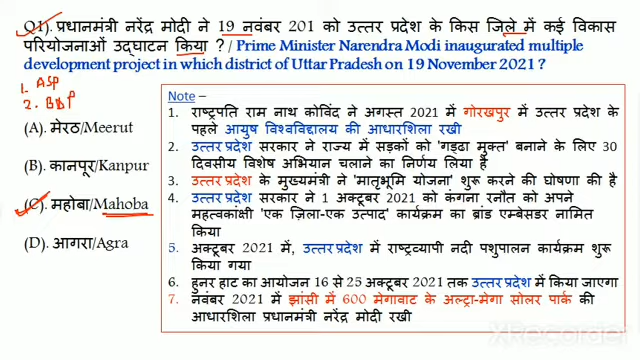 Q1). प्रधानमंत्री नरेंद्र मोदी ने 19 नवंबर 201 को उत्तर प्रदेश के किस जिले में कई विकास
परियोजनाओं उद्घाटन किया ? / Prime Minister Narendra Modi inaugurated multiple
development project in which district of Uttar Pradesh on 19 November 2021 ?
1. ASP
2. BDP
(A). मेरठ/Meerut
(B). कानपूर/Kanpur
(C). महोबा/Mahoba
(D). आगरा/Agra
Note –
1. राष्ट्रपति राम नाथ कोविंद ने अगस्त 2021 में गोरखपुर में उत्तर प्रदेश के
पहले आयुष विश्वविद्यालय की आधारशिला रखी
2. उत्तर प्रदेश सरकार ने राज्य में सड़कों को 'गड्ढा मुक्त' बनाने के लिए 30
दिवसीय विशेष अभियान चलाने का निर्णय लिया है
3. उत्तर प्रदेश के मुख्यमंत्री ने 'मातृभूमि योजना' शुरू करने की घोषणा की है
4. उत्तर प्रदेश सरकार ने 1 अक्टूबर 2021 को कंगना रनौत को अपने
महत्वकांक्षी 'एक ज़िला-एक उत्पाद' कार्यक्रम का ब्रांड एम्बेसडर नामित
किया
5. अक्टूबर 2021 में, उत्तर प्रदेश में राष्ट्रव्यापी नदी पशुपालन कार्यक्रम शुरू
किया गया
6. हुनर हाट का आयोजन 16 से 25 अक्टूबर 2021 तक उत्तर प्रदेश में किया जाएगा
7. नवंबर 2021 में झांसी में 600 मेगावाट के अल्ट्रा-मेगा सोलर पार्क की
आधारशिला प्रधानमंत्री नरेंद्र मोदी रखी
XRecorder